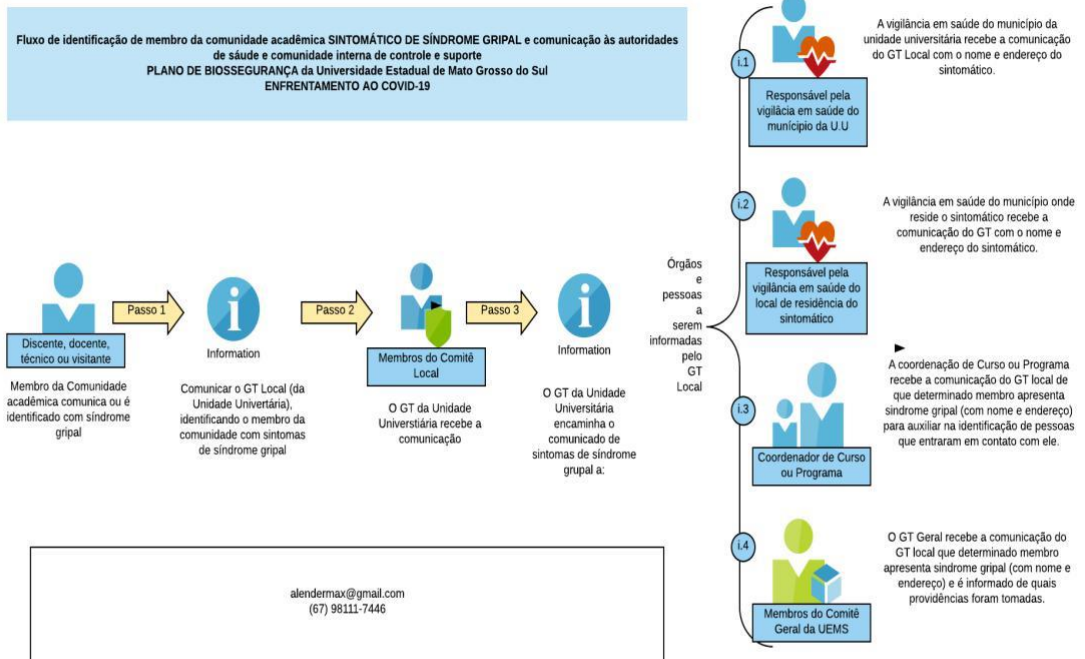 Fluxo de identificação de membro da comunidade acadêmica SINTOMÁTICO DE SÍNDROME GRIPAL e comunicação às autoridades
de sáude e comunidade interna de controle e suporte
PLANO DE BIOSSEGURANÇA da Universidade Estadual de Mato Grosso do Sul
ENFRENTAMENTO AO COVID-19
Discente, docente,
técnico ou visitante
Membro da Comunidade
acadêmica comunica ou é
identificado com síndrome
gripal
Passo 1
Information
Comunicar o GT Local (da
Unidade Univertária),
identificando o membro da
comunidade com sintomas
de síndrome gripal
Passo 2
Membros do Comitê
Local
O GT da Unidade
Universtiária recebe a
comunicação
Passo 3
Information
O GT da Unidade
Universitária
encaminha o
comunicado de
sintomas de síndrome
grupal a:
Órgãos
e
pessoas
a
serem
informadas
pelo
GT
Local
i.1
Responsável pela
vigilâcia em saúde do
munícipio da U.U
A vigilância em saúde do município da
unidade universitária recebe a comunicação
do GT Local com o nome e endereço do
sintomático.
i.2
Responsável pela
vigilância em saúde do
local de residência do
sintomático
A vigilância em saúde do município onde
reside o sintomático recebe a
comunicação do GT com o nome e
endereço do sintomático.
i.3
Coordenador de Curso
ou Programa
A coordenação de Curso ou Programa
recebe a comunicação do GT local de
que determinado membro apresenta
sindrome gripal (com nome e endereço)
para auxiliar na identificação de pessoas
que entraram em contato com ele.
i.4
Membros do Comitê
Geral da UEMS
O GT Geral recebe a comunicação do
GT local que determinado membro
apresenta sindrome gripal (com nome e
endereço) e é informado de quais
providências foram tomadas.
alendermax@gmail.com
(67) 98111-7446